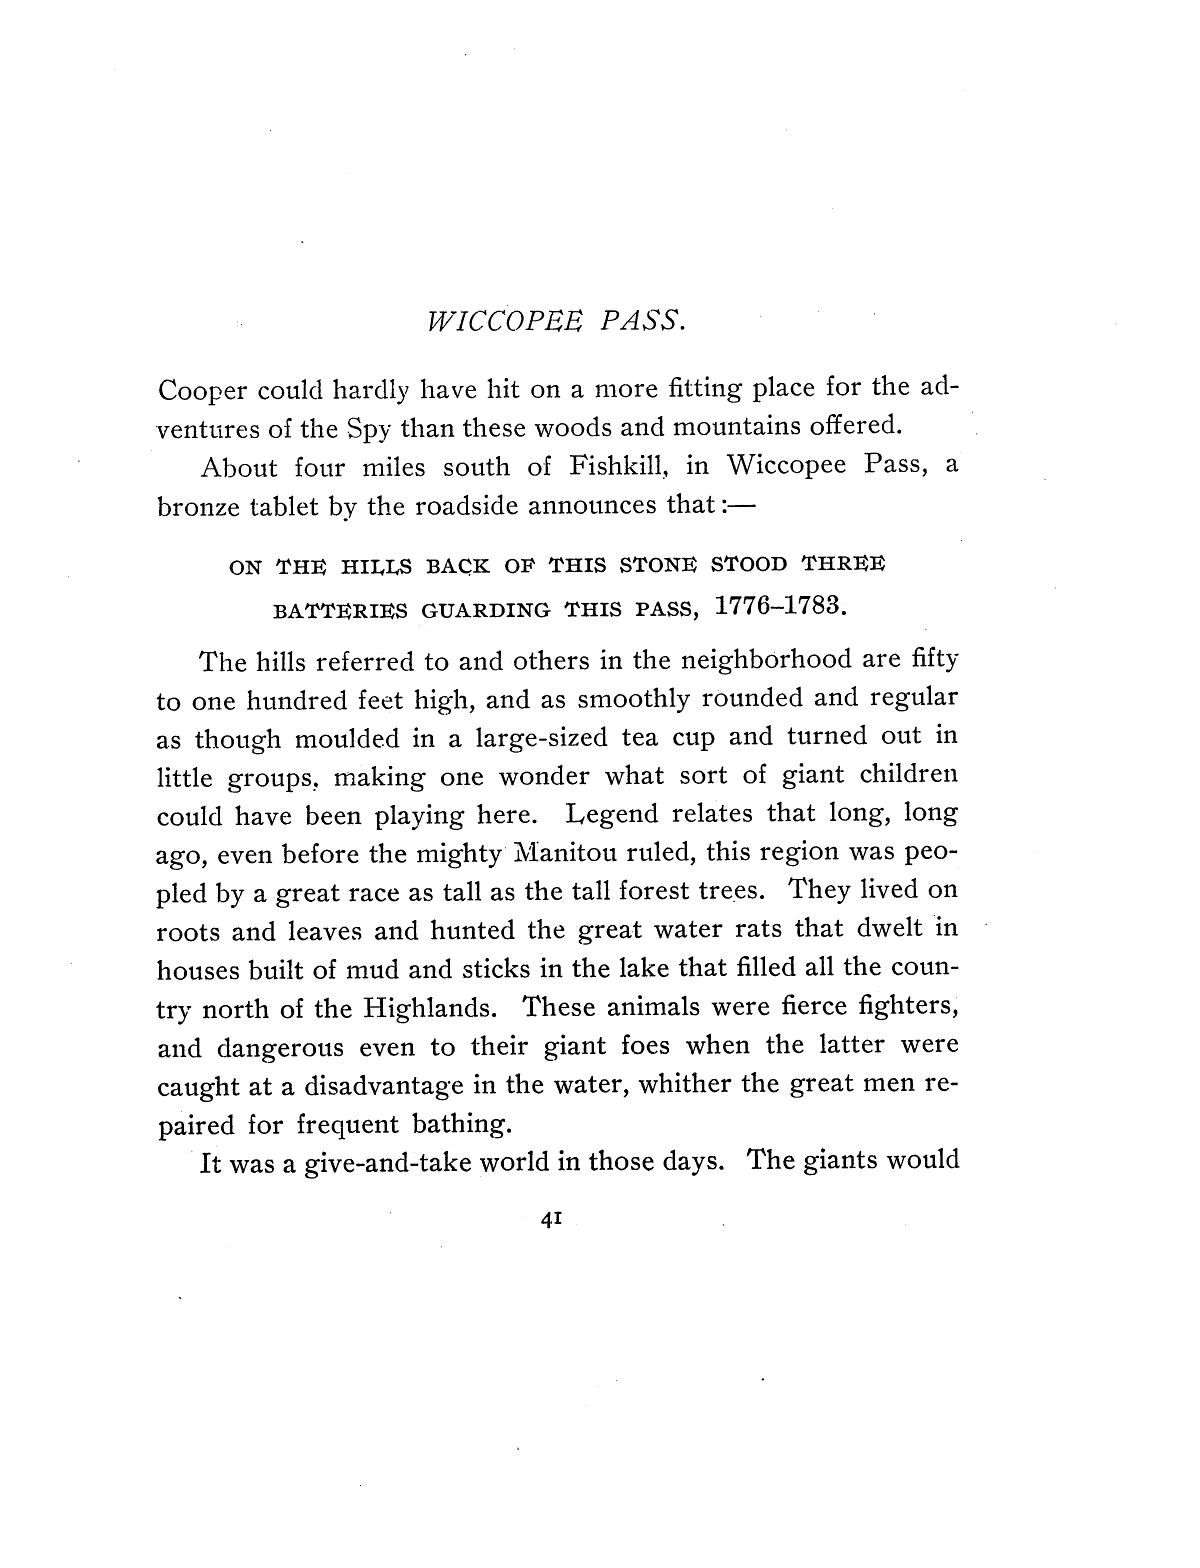 WICCOPEE PASS.
Cooper could hardly have hit on a more fitting place for the ad-
ventures of the Spy than these woods and mountains offered.
About four miles south of Fishkill, in Wiccopee Pass, a
bronze tablet by the roadside announces that :—
ON THE HILLS BACK OF THIS STONE STOOD THREE
BATTERIES GUARDING THIS PASS, 1776–1783.
The hills referred to and others in the neighborhood are fifty
to one hundred feet high, and as smoothly rounded and regular
as though moulded in a large-sized tea cup and turned out in
little groups, making one wonder what sort of giant children
could have been playing here. Legend relates that long, long
ago, even before the mighty Manitou ruled, this region was peo-
pled by a great race as tall as the tall forest trees. They lived on
roots and leaves and hunted the great water rats that dwelt in
houses built of mud and sticks in the lake that filled all the coun-
try north of the Highlands. These animals were fierce fighters,
and dangerous even to their giant foes when the latter were
caught at a disadvantage in the water, whither the great men re-
paired for frequent bathing.
It was a give-and-take world in those days. The giants would
41